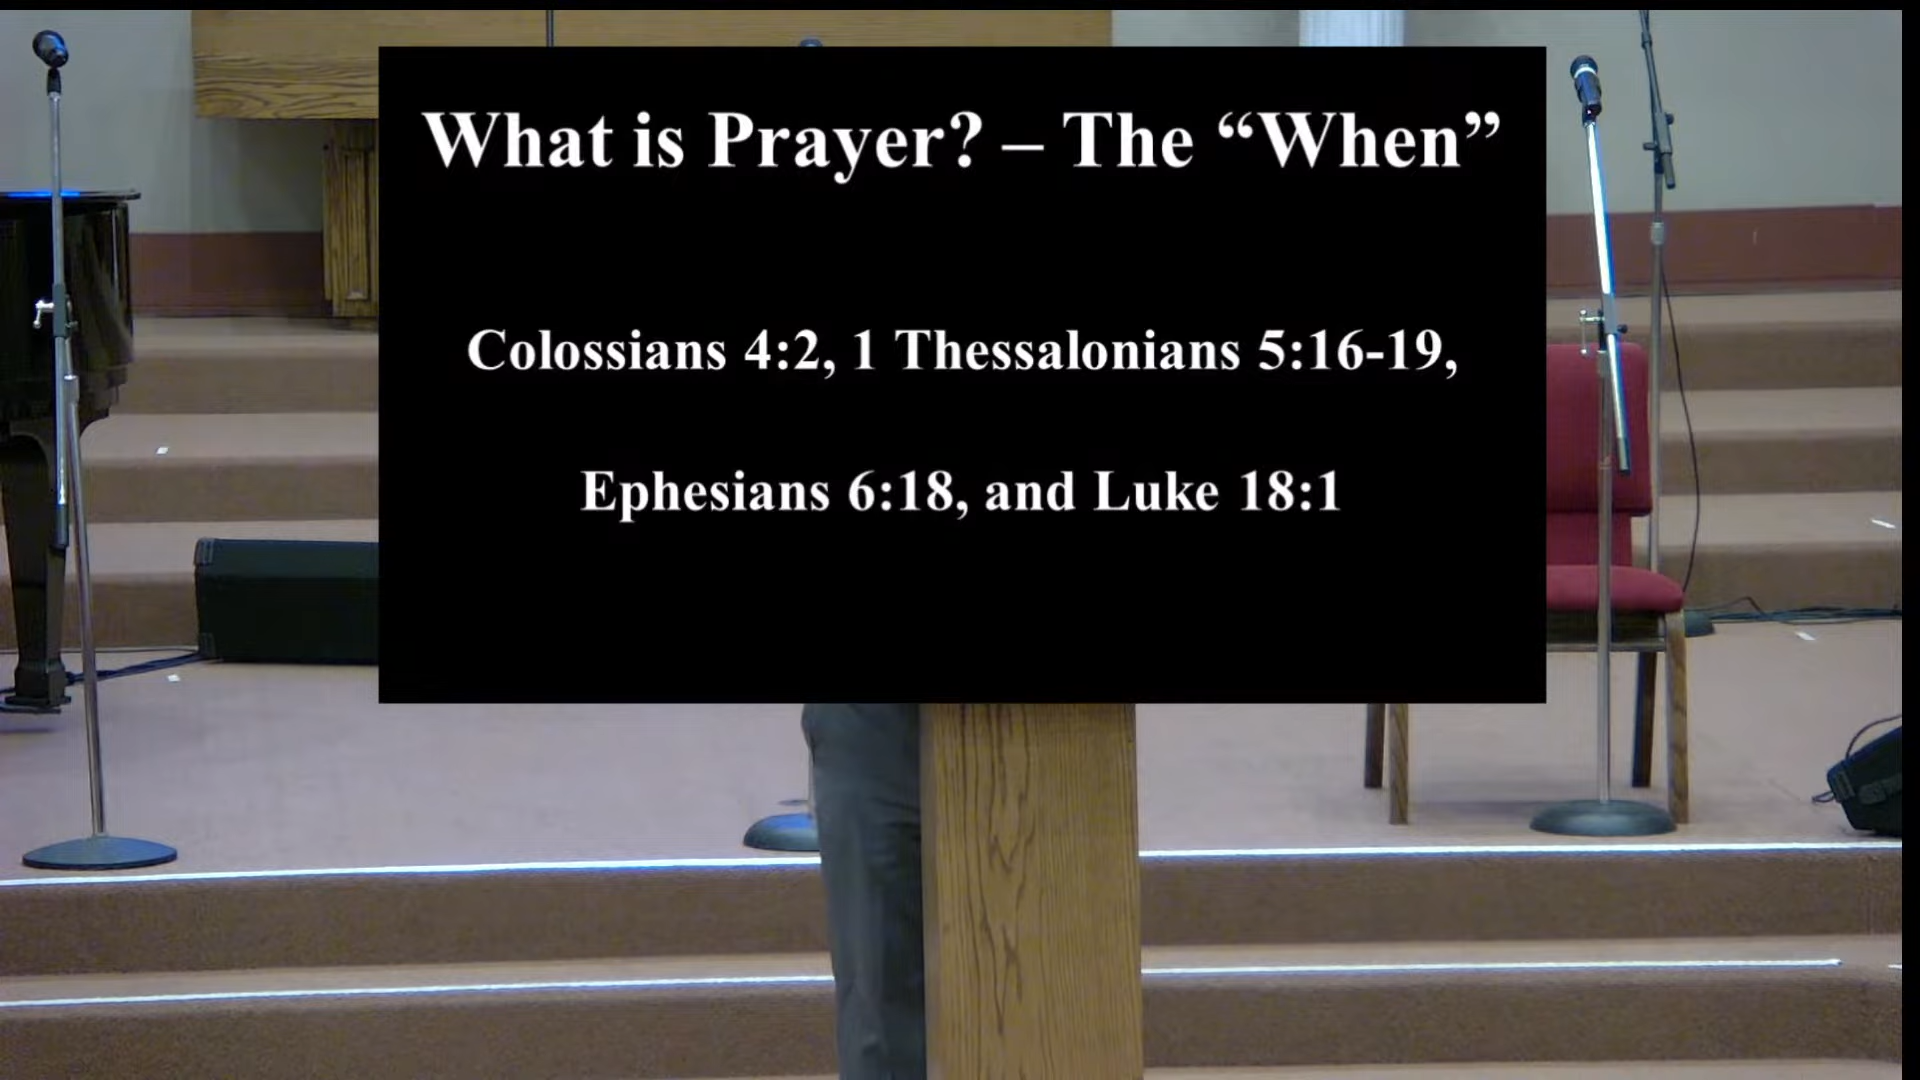 What is Prayer? – The “When”
Colossians 4:2, 1 Thessalonians 5:16-19,
Ephesians 6:18, and Luke 18:1